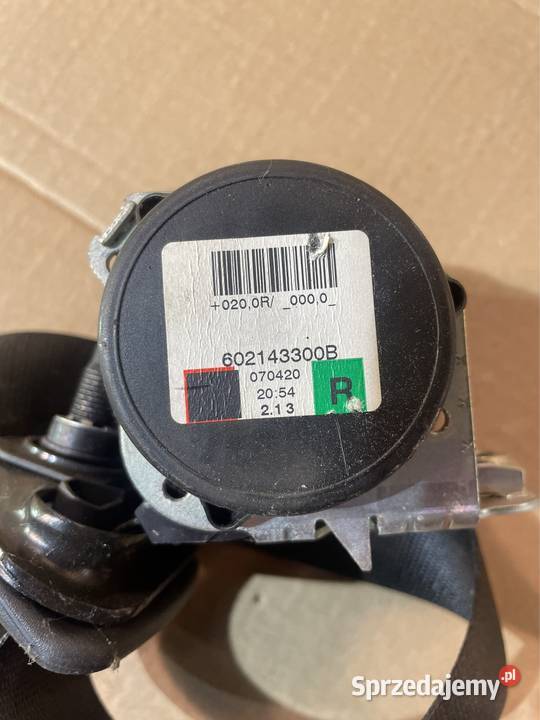 +020,0R/ _000,0_
602143300B
070420
20:54
2.13
R
Sprzedajemy.pl